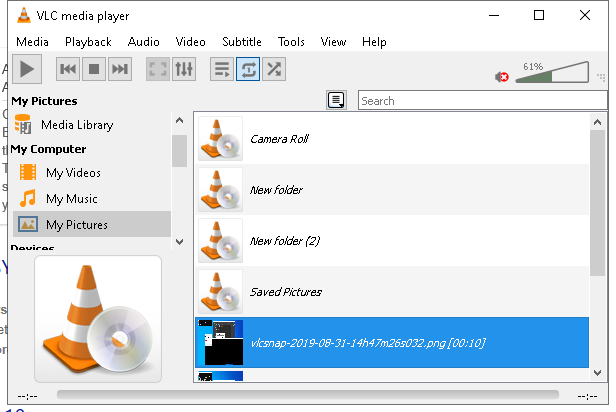 VLC media player
Media Playback Audio Video Subtitle Tools View Help
61%
My Pictures
Search
Media Library
My Computer
My Videos
My Music
My Pictures
Devices
Camera Roll
New folder
New folder (2)
Saved Pictures
vlcsnap-2019-08-31-14h47m26s032.png [00:10]
--:--
--:--